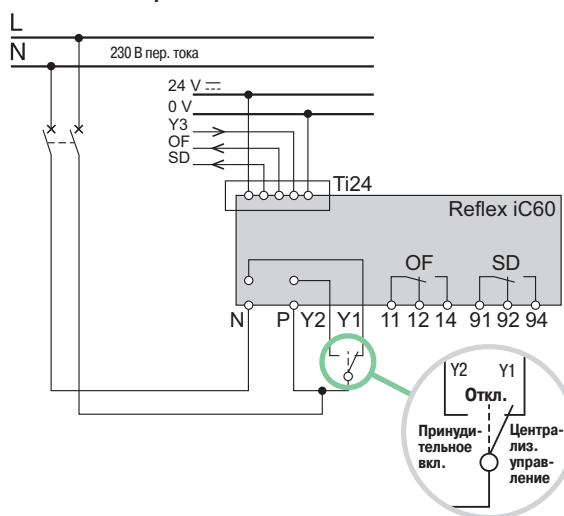 L
N
230 В пер. тока
24 V ⎓
0 V
Y3
OF
SD
Ti24
Reflex iC60
OF
SD
N P Y2 Y1 11 12 14 91 92 94
Y2 Y1
Откл.
Принуди-
тельное
вкл.
Центра-
лиз.
управ-
ление